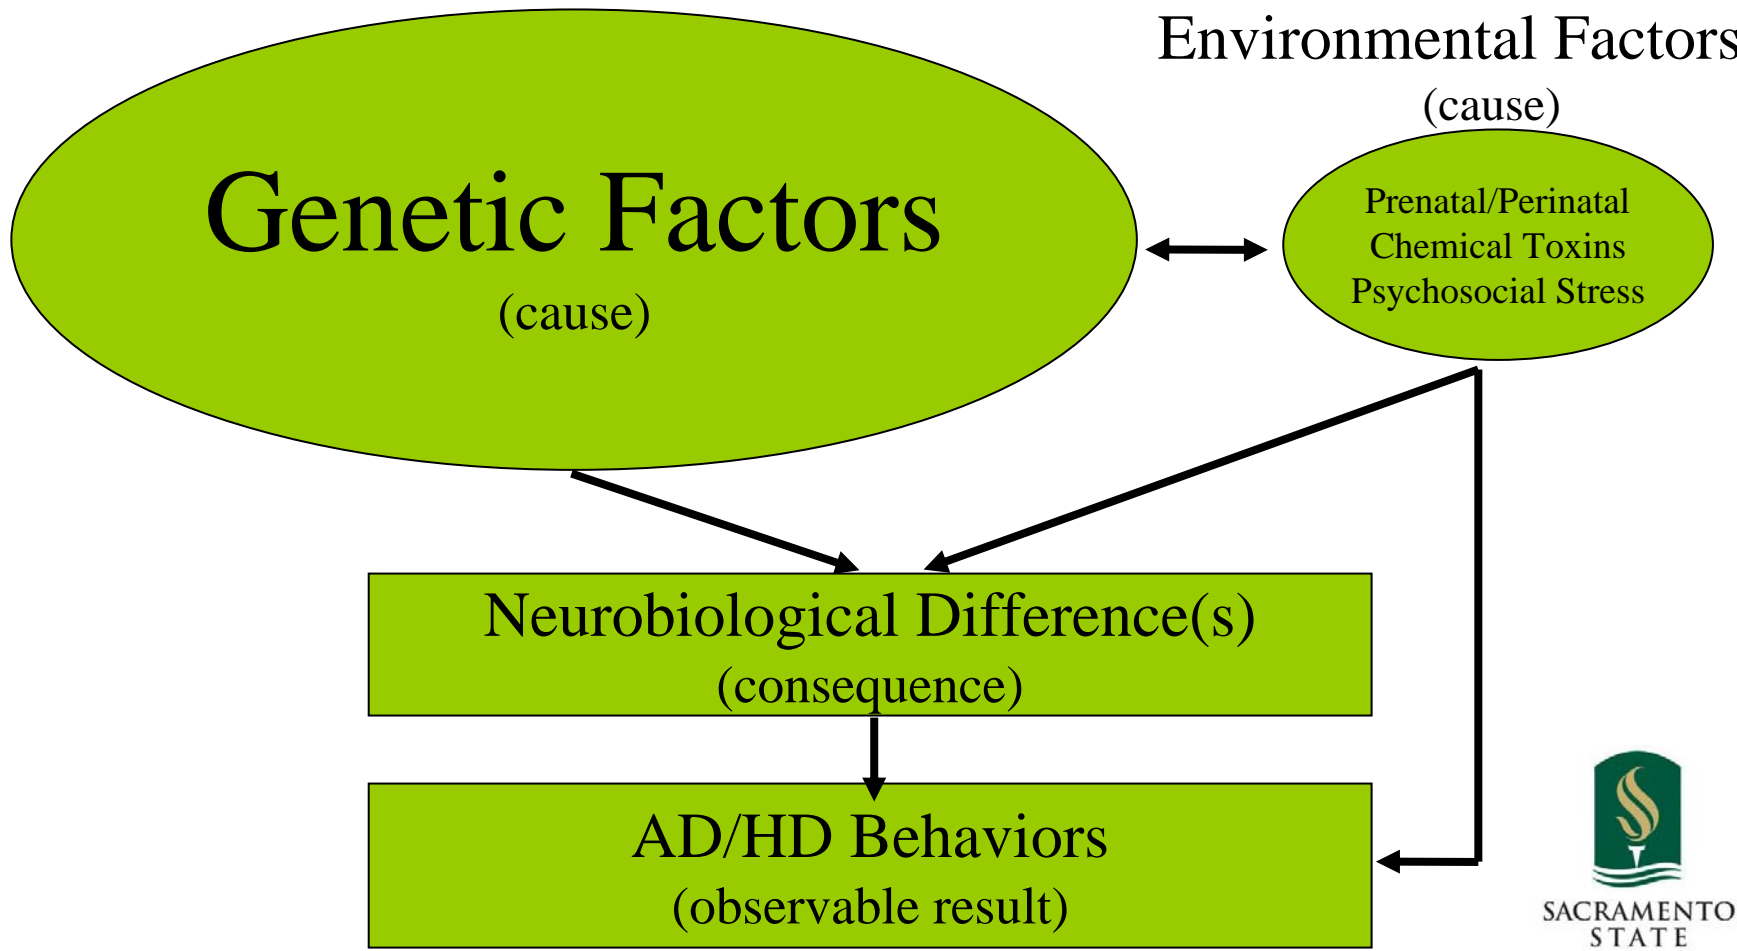 Environmental Factors
(cause)
Genetic Factors
(cause)
Prenatal/Perinatal
Chemical Toxins
Psychosocial Stress
Neurobiological Difference(s)
(consequence)
AD/HD Behaviors
(observable result)
SACRAMENTO
STATE